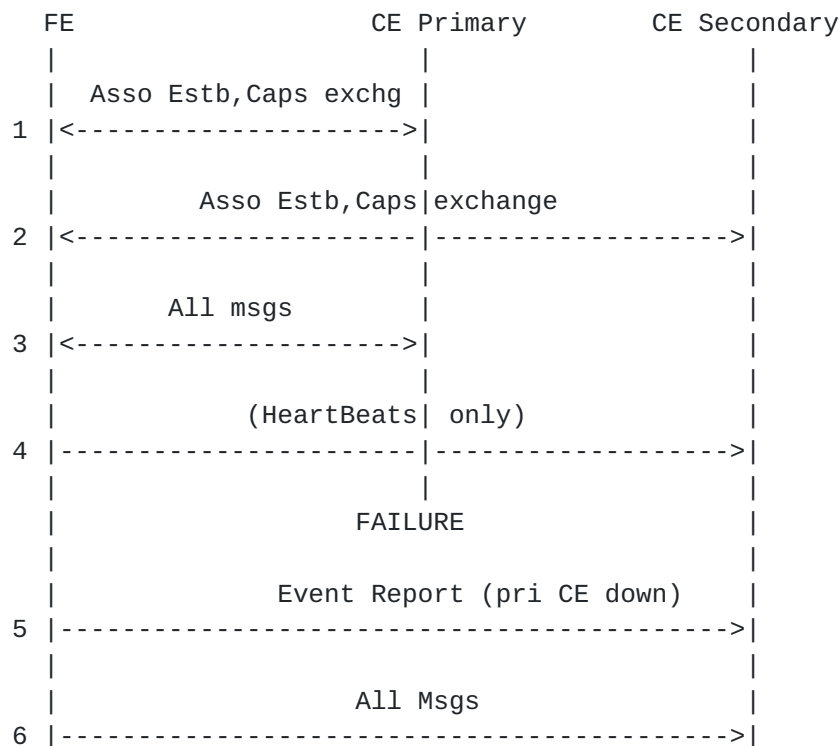 FE                   CE Primary        CE Secondary
|                        |                    |
|  Asso Estb,Caps exchg |                    |
1 |<--------------------->|                    |
|                        |                    |
|         Asso Estb,Caps|exchange            |
2 |<----------------------|------------------->|
|                        |                    |
|       All msgs         |                    |
3 |<--------------------->|                    |
|                        |                    |
|            (HeartBeats| only)              |
4 |-----------------------|------------------->|
|                        |                    |
|                   FAILURE                   |
|                                             |
|              Event Report (pri CE down)     |
5 |------------------------------------------->|
|                                             |
|                   All Msgs                  |
6 |------------------------------------------->|